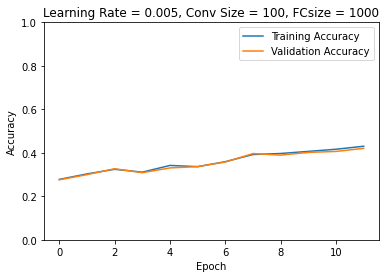 Learning Rate = 0.005, Conv Size = 100, FCsize = 1000
Training Accuracy
Validation Accuracy
1.0
0.8
0.6
0.4
0.2
0.0
Accuracy
0 2 4 6 8 10
Epoch